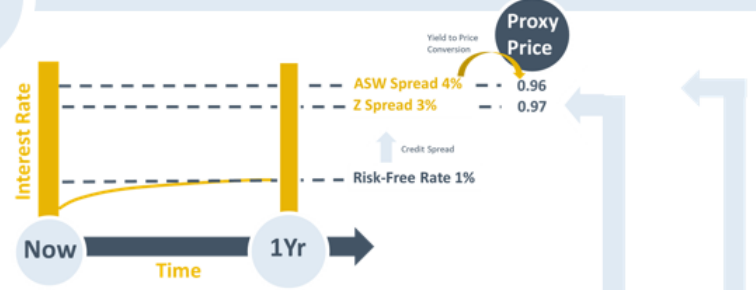 Proxy
Price
Yield to Price
Conversion
ASW Spread 4%
0.96
Z Spread 3%
0.97
Credit Spread
Risk-Free Rate 1%
Interest Rate
Now
1Yr
Time